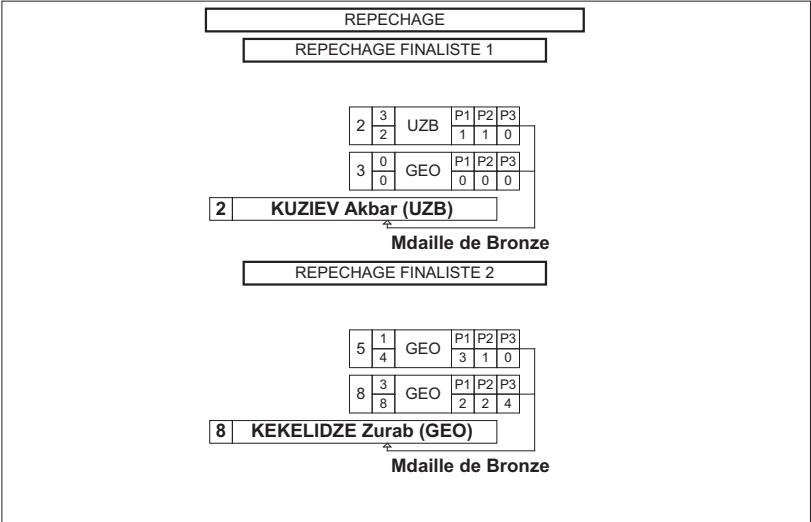 REPECHAGE
REPECHAGE FINALISTE 1
2 3 UZB P1 P2 P3
2 1 1 0
3 0 GEO P1 P2 P3
0 0 0 0
2 KUZIEV Akbar (UZB)
Mdaille de Bronze
REPECHAGE FINALISTE 2
5 1 GEO P1 P2 P3
4 3 1 0
8 3 GEO P1 P2 P3
8 2 2 4
8 KEKELIDZE Zurab (GEO)
Mdaille de Bronze